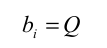 b_i = Q